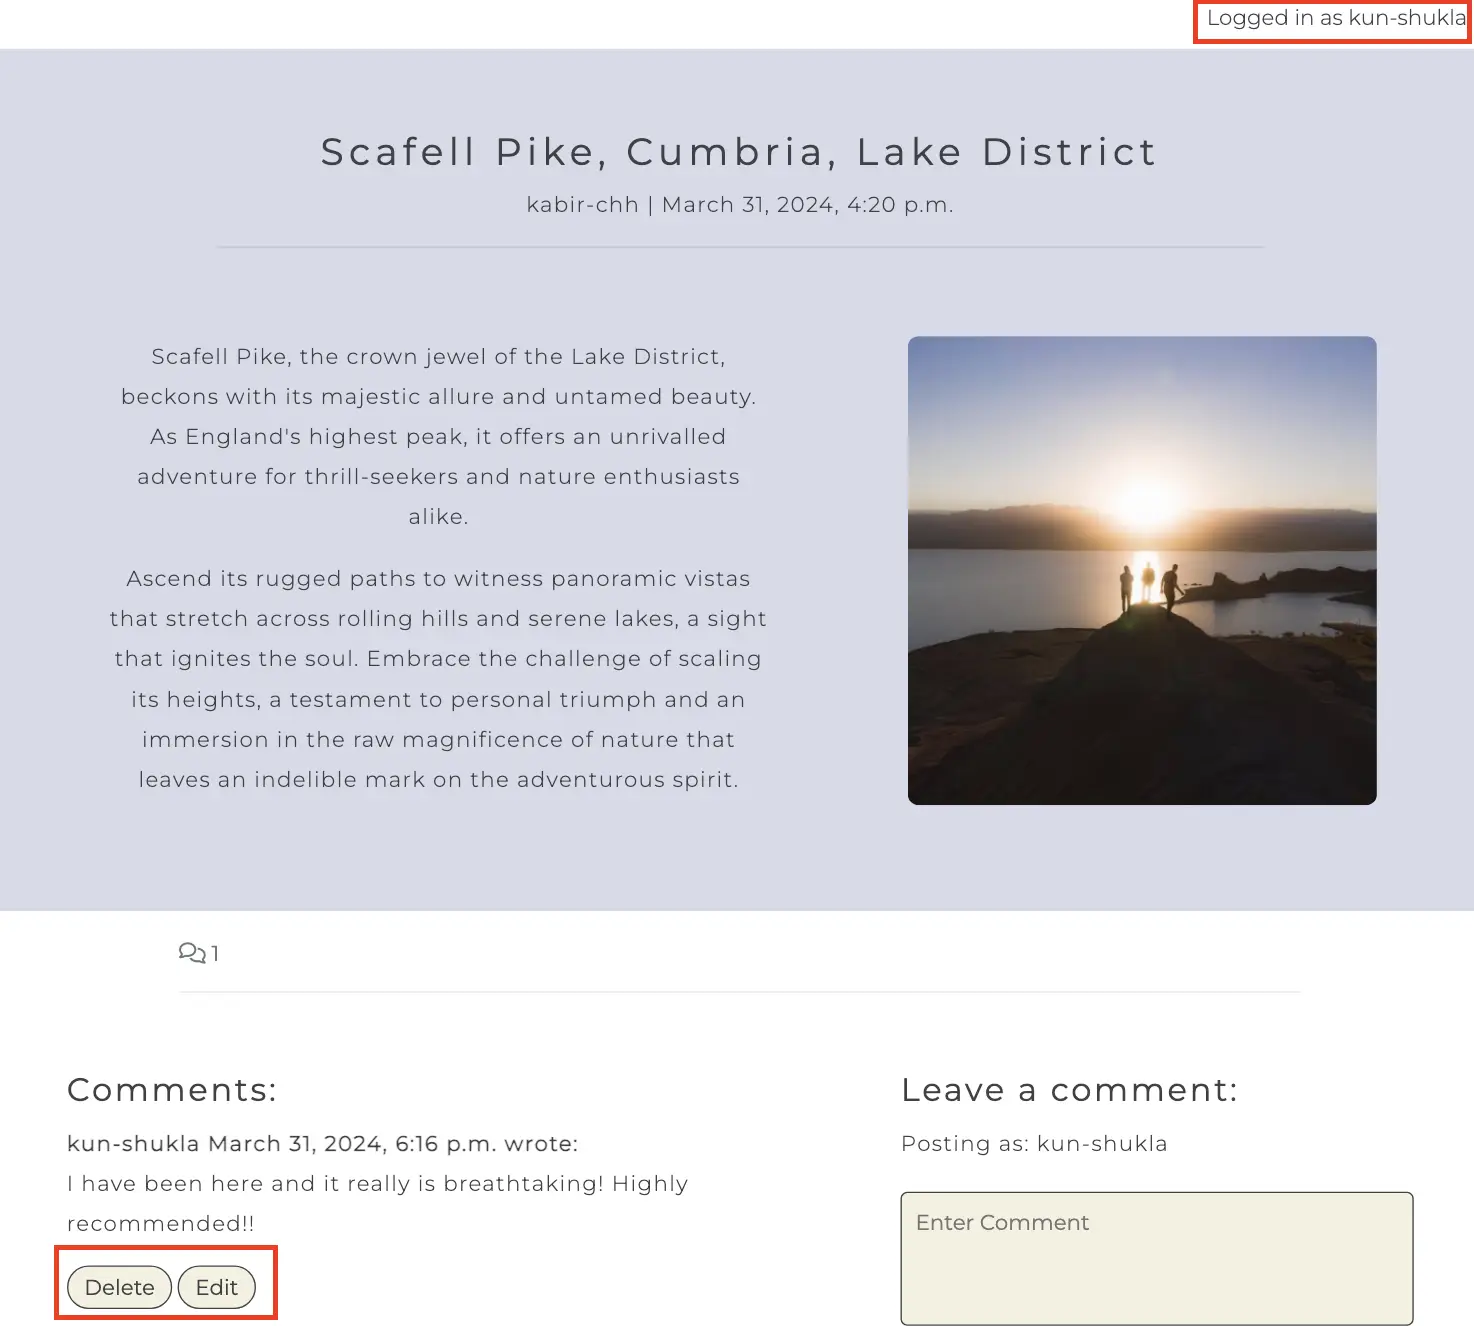 Logged in as kun-shukla
Scafell Pike, Cumbria, Lake District
kabir-chh | March 31, 2024, 4:20 p.m.
Scafell Pike, the crown jewel of the Lake District,
beckons with its majestic allure and untamed beauty.
As England's highest peak, it offers an unrivalled
adventure for thrill-seekers and nature enthusiasts
alike.
Ascend its rugged paths to witness panoramic vistas
that stretch across rolling hills and serene lakes, a sight
that ignites the soul. Embrace the challenge of scaling
its heights, a testament to personal triumph and an
immersion in the raw magnificence of nature that
leaves an indelible mark on the adventurous spirit.
1
Comments:
kun-shukla March 31, 2024, 6:16 p.m. wrote:
I have been here and it really is breathtaking! Highly
recommended!!
Delete Edit
Leave a comment:
Posting as: kun-shukla
Enter Comment